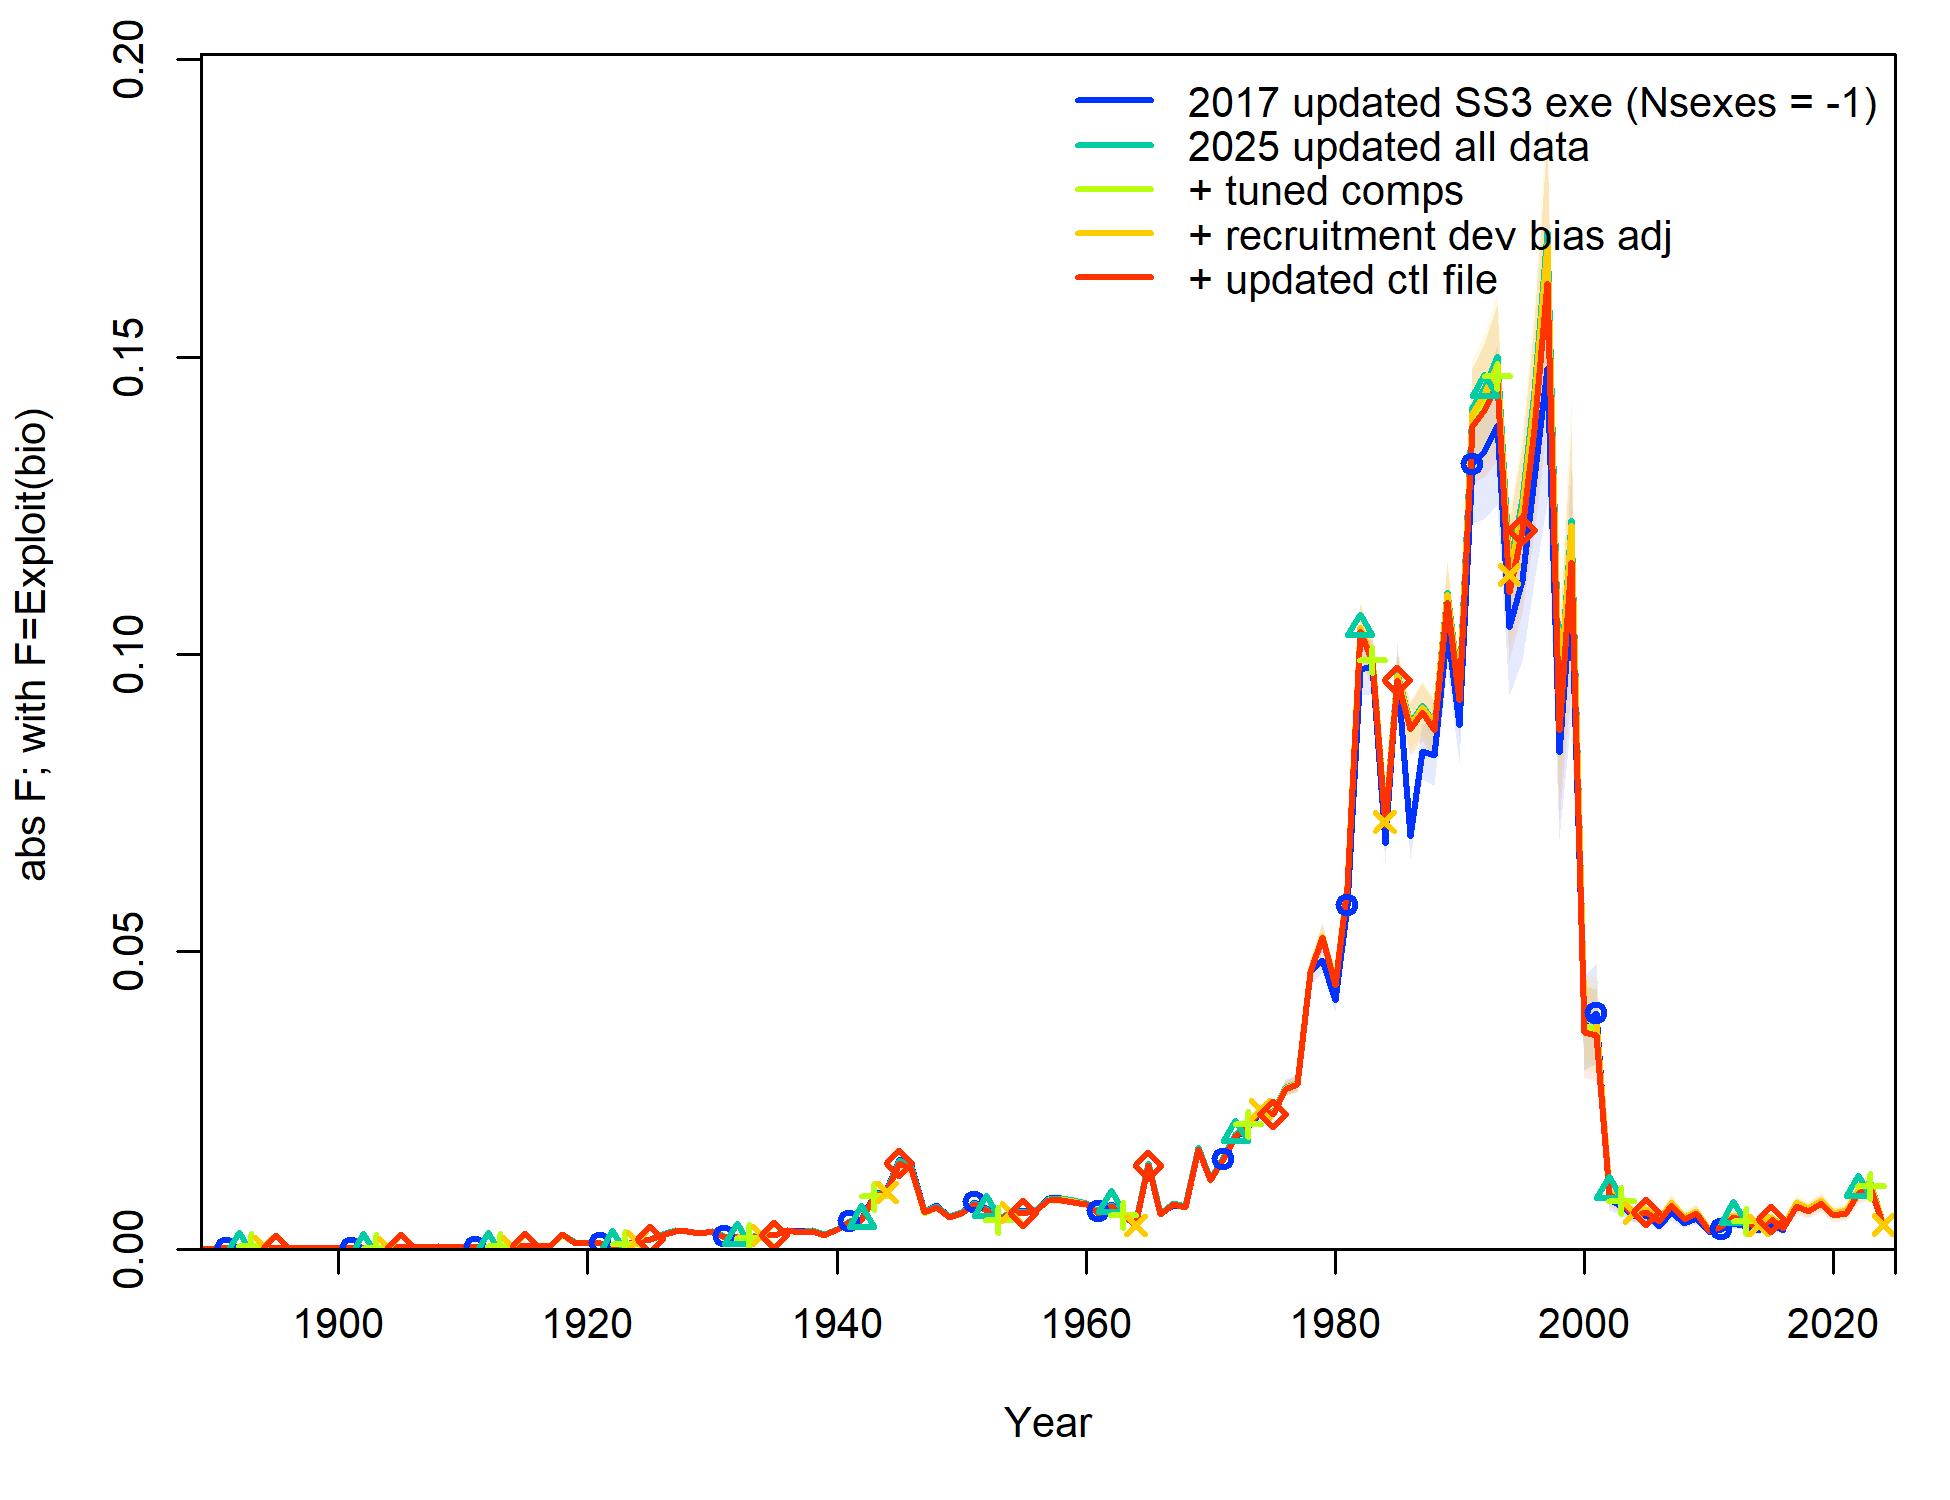 0.20
2017 updated SS3 exe (Nsexes = -1)
2025 updated all data
+ tuned comps
+ recruitment dev bias adj
+ updated ctl file
0.15
0.10
0.05
0.00
abs F; with F=Exploit(bio)
1900 1920 1940 1960 1980 2000 2020
Year